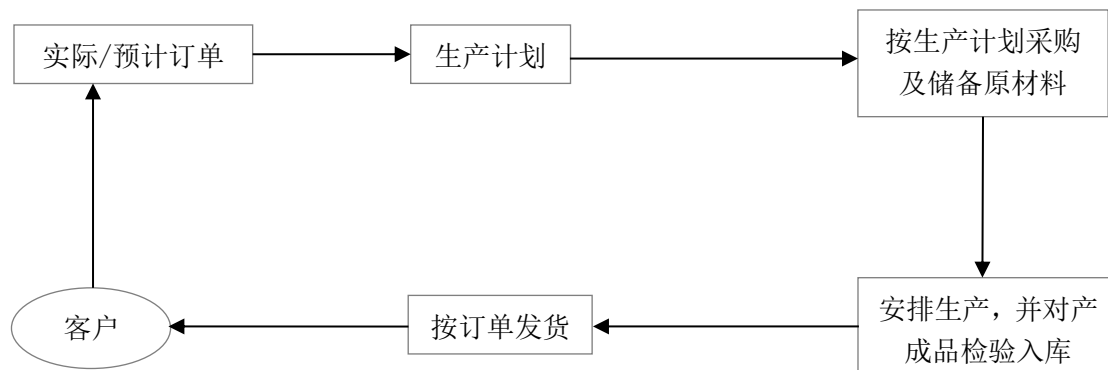 实际/预计订单
生产计划
按生产计划采购
及储备原材料
客户
按订单发货
安排生产，并对产
成品检验入库